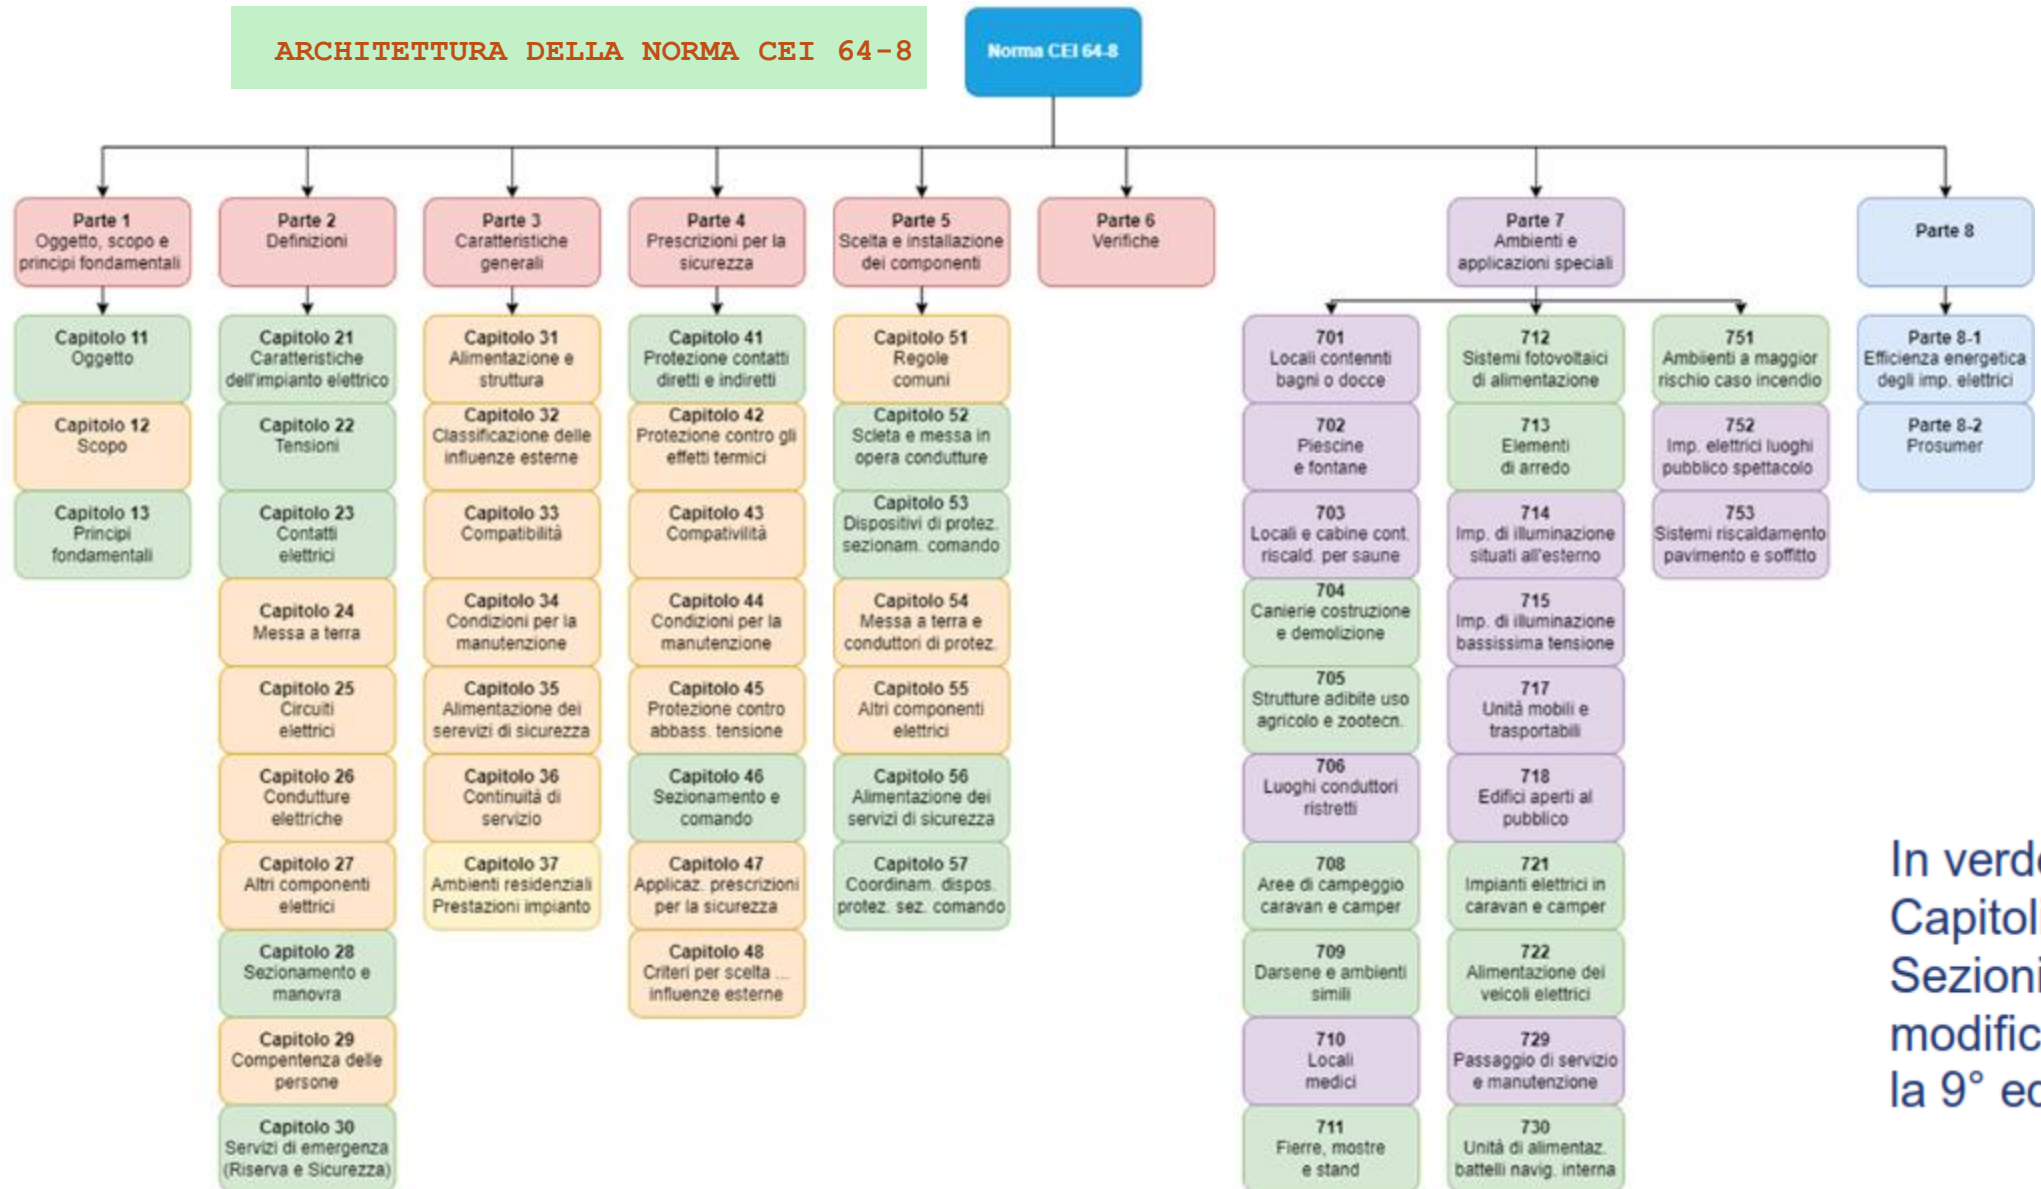 ARCHITETTURA DELLA NORMA CEI 64-8
Norma CEI 64-8
Parte 1
Oggetto, scopo e
principi fondamentali
Parte 2
Definizioni
Parte 3
Caratteristiche
generali
Parte 4
Prescrizioni per la
sicurezza
Parte 5
Scelta e installazione
dei componenti
Parte 6
Verifiche
Parte 7
Ambienti e
applicazioni speciali
Parte 8
Capitolo 11
Oggetto
Capitolo 12
Scopo
Capitolo 13
Principi
fondamentali
Capitolo 21
Caratteristiche
dell'impianto elettrico
Capitolo 22
Tensioni
Capitolo 23
Contatti
elettrici
Capitolo 24
Messa a terra
Capitolo 25
Circuiti
elettrici
Capitolo 26
Condutture
elettriche
Capitolo 27
Altri componenti
elettrici
Capitolo 28
Sezionamento e
manovra
Capitolo 29
Compentenza delle
persone
Capitolo 30
Servizi di emergenza
(Riserva e Sicurezza)
Capitolo 31
Alimentazione e
struttura
Capitolo 32
Classificazione delle
influenze esterne
Capitolo 33
Compatibilità
Capitolo 34
Condizioni per la
manutenzione
Capitolo 35
Alimentazione dei
serevizi di sicurezza
Capitolo 36
Continuità di
servizio
Capitolo 37
Ambienti residenziali
Prestazioni impianto
Capitolo 41
Protezione contatti
diretti e indiretti
Capitolo 42
Protezione contro gli
effetti termici
Capitolo 43
Compativilità
Capitolo 44
Condizioni per la
manutenzione
Capitolo 45
Protezione contro
abbass. tensione
Capitolo 46
Sezionamento e
comando
Capitolo 47
Applicaz. prescrizioni
per la sicurezza
Capitolo 48
Criteri per scelta ...
influenze esterne
Capitolo 51
Regole
comuni
Capitolo 52
Scleta e messa in
opera condutture
Capitolo 53
Dispositivi di protez.
sezionam. comando
Capitolo 54
Messa a terra e
conduttori di protez.
Capitolo 55
Altri componenti
elettrici
Capitolo 56
Alimentazione dei
servizi di sicurezza
Capitolo 57
Coordinam. dispos.
protez. sez. comando
701
Locali contennti
bagni o docce
702
Piescine
e fontane
703
Locali e cabine cont.
riscald. per saune
704
Canierie costruzione
e demolizione
705
Strutture adibite uso
agricolo e zootecn.
706
Luoghi conduttori
ristretti
708
Aree di campeggio
caravan e camper
709
Darsene e ambienti
simili
710
Locali
medici
711
Fierre, mostre
e stand
712
Sistemi fotovoltaici
di alimentazione
713
Elementi
di arredo
714
Imp. di illuminazione
situati all'esterno
715
Imp. di illuminazione
bassissima tensione
717
Unità mobili e
trasportabili
718
Edifici aperti al
pubblico
721
Impianti elettrici in
caravan e camper
722
Alimentazione dei
veicoli elettrici
729
Passaggio di servizio
e manutenzione
730
Unità di alimentaz.
battelli navig. interna
751
Ambiienti a maggior
rischio caso incendio
752
Imp. elettrici luoghi
pubblico spettacolo
753
Sistemi riscaldamento
pavimento e soffitto
Parte 8-1
Efficienza energetica
degli imp. elettrici
Parte 8-2
Prosumer
In verd
Capitol
Sezioni
modific
la 9° e